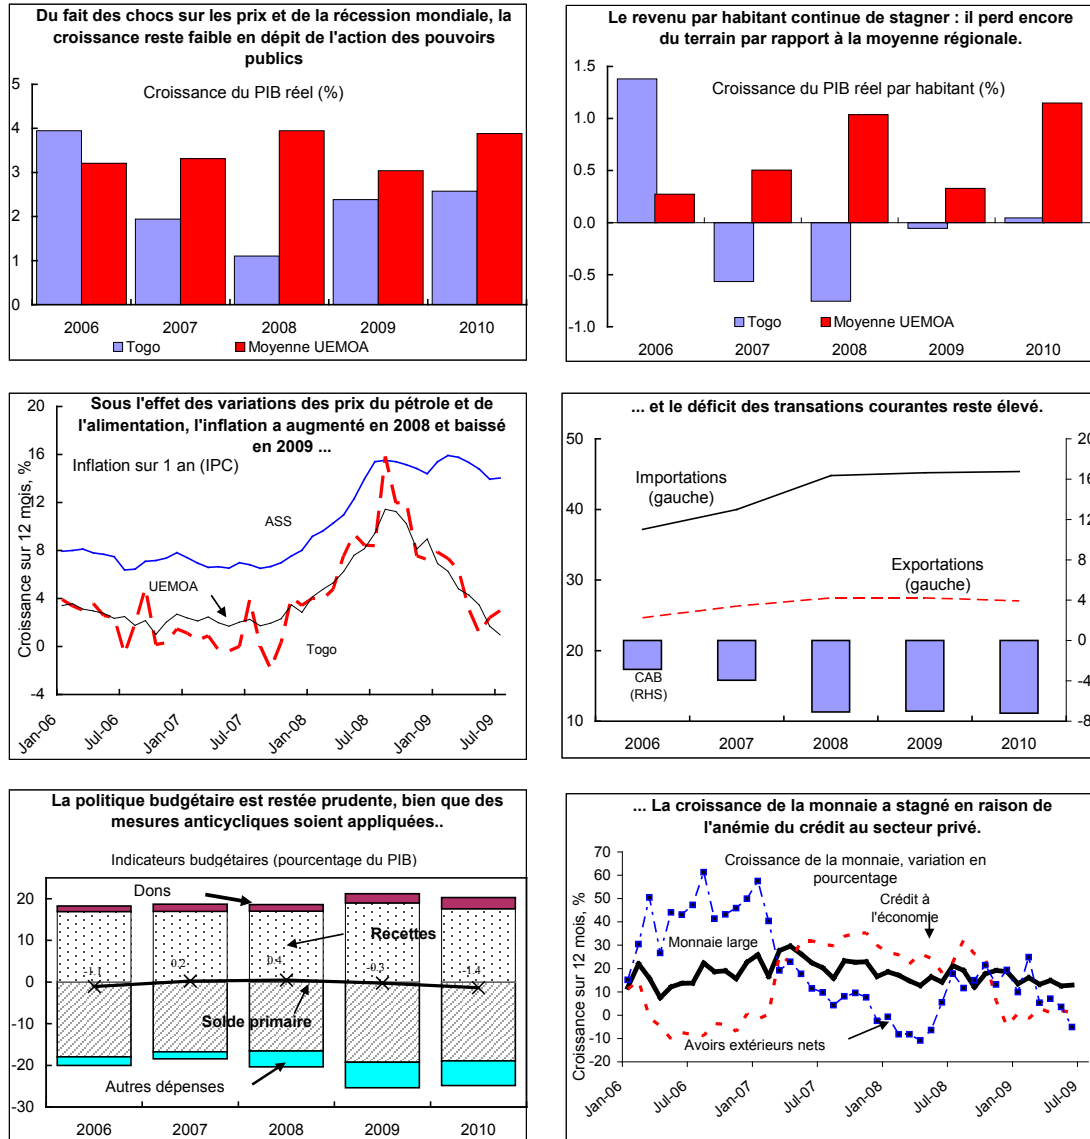 Du fait des chocs sur les prix et de la récession mondiale, la
croissance reste faible en dépit de l'action des pouvoirs
publics
Croissance du PIB réel (%)
5
4
3
2
1
0
2006 2007 2008 2009 2010
Togo Moyenne UEMOA
Le revenu par habitant continue de stagner : il perd encore
du terrain par rapport à la moyenne régionale.
Croissance du PIB réel par habitant (%)
1.5
1.0
0.5
0.0
-0.5
-1.0
2006 2007 2008 2009 2010
Togo Moyenne UEMOA
Sous l'effet des variations des prix du pétrole et de
l'alimentation, l'inflation a augmenté en 2008 et baissé
en 2009 ...
Inflation sur 1 an (IPC)
Croissance sur 12 mois, %
20
16
12
8
4
0
-4
ASS
UEMOA
Togo
Jan-06 Jul-06 Jan-07 Jul-07 Jan-08 Jul-08 Jan-09 Jul-09
... et le déficit des transations courantes reste élevé.
50
40
30
20
10
20
16
12
8
4
0
-4
-8
Importations
(gauche)
Exportations
(gauche)
CAB
(RHS)
2006 2007 2008 2009 2010
La politique budgétaire est restée prudente, bien que des
mesures anticycliques soient appliquées..
Indicateurs budgétaires (pourcentage du PIB)
20
10
0
-10
-20
-30
Dons
Recettes
-1.1 0.2 0.4 -0.3 -1.4
Solde primaire
Autres dépenses
2006 2007 2008 2009 2010
... La croissance de la monnaie a stagné en raison de
l'anémie du crédit au secteur privé.
Croissance de la monnaie, variation en
pourcentage
Croissance sur 12 mois, %
70
60
50
40
30
20
10
0
-10
-20
Crédit à
l'économie
Monnaie large
Avoirs extérieurs nets
Jan-06 Jul-06 Jan-07 Jul-07 Jan-08 Jul-08 Jan-09 Jul-09